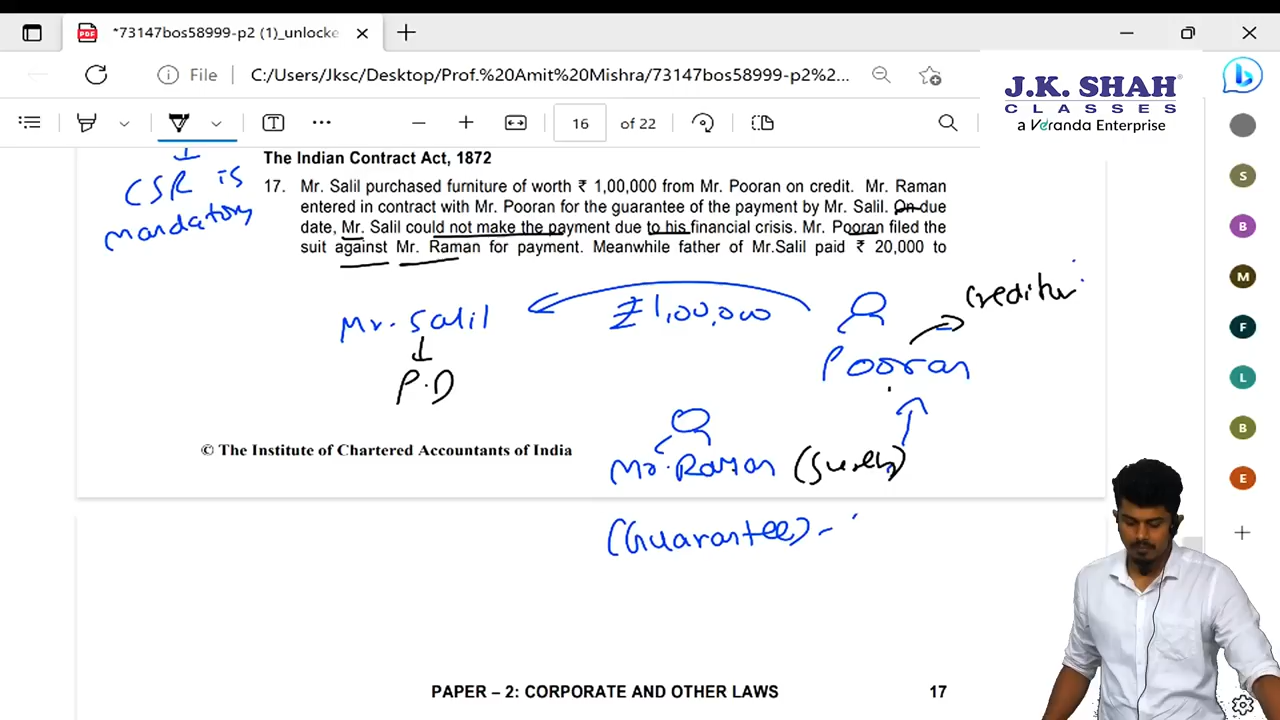 *73147bos58999-p2 (1)_unlocke
File
C:/Users/Jksc/Desktop/Prof.%20Amit%20Mishra/73147bos58999-p2%2...
J.K. SHAH
CLASSES
a Veranda Enterprise
16 of 22
CSR is
mandatory
The Indian Contract Act, 1872
17. Mr. Salil purchased furniture of worth ₹ 1,00,000 from Mr. Pooran on credit. Mr. Raman
entered in contract with Mr. Pooran for the guarantee of the payment by Mr. Salil. On due
date, Mr. Salil could not make the payment due to his financial crisis. Mr. Pooran filed the
suit against Mr. Raman for payment. Meanwhile father of Mr.Salil paid ₹ 20,000 to
Mr. Salil
₹1,00,000
Creditor
Pooran
P.D
© The Institute of Chartered Accountants of India
Mr. Raman (Surety)
(Guarantee)
PAPER – 2: CORPORATE AND OTHER LAWS 17
S
B
M
F
L
B
E